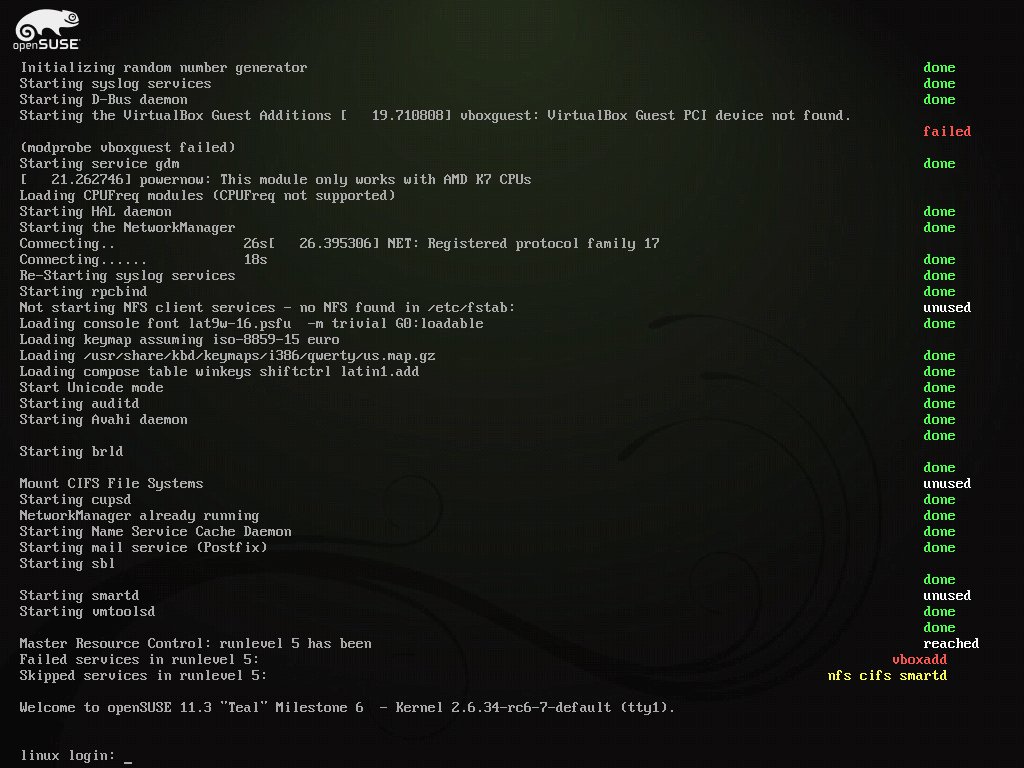 openSUSE
Initializing random number generator done
Starting syslog services done
Starting D-Bus daemon done
Starting the VirtualBox Guest Additions [   19.710808] vboxguest: VirtualBox Guest PCI device not found.
failed
(modprobe vboxguest failed)
Starting service gdm done
[   21.262746] powernow: This module only works with AMD K7 CPUs
Loading CPUFreq modules (CPUFreq not supported)
Starting HAL daemon done
Starting the NetworkManager done
Connecting.. 26s[   26.395306] NET: Registered protocol family 17
Connecting...... 18s done
Re-Starting syslog services done
Starting rpcbind done
Not starting NFS client services - no NFS found in /etc/fstab: unused
Loading console font lat9w-16.psfu  -m trivial G0:loadable done
Loading keymap assuming iso-8859-15 euro
Loading /usr/share/kbd/keymaps/i386/qwerty/us.map.gz done
Loading compose table winkeys shiftctrl latin1.add done
Start Unicode mode done
Starting auditd done
Starting Avahi daemon done
done
Starting brld
done
Mount CIFS File Systems unused
Starting cupsd done
NetworkManager already running done
Starting Name Service Cache Daemon done
Starting mail service (Postfix) done
Starting sbl
done
Starting smartd unused
Starting vmtoolsd done
done
Master Resource Control: runlevel 5 has been reached
Failed services in runlevel 5: vboxadd
Skipped services in runlevel 5: nfs cifs smartd
Welcome to openSUSE 11.3 "Teal" Milestone 6  - Kernel 2.6.34-rc6-7-default (tty1).
linux login: _